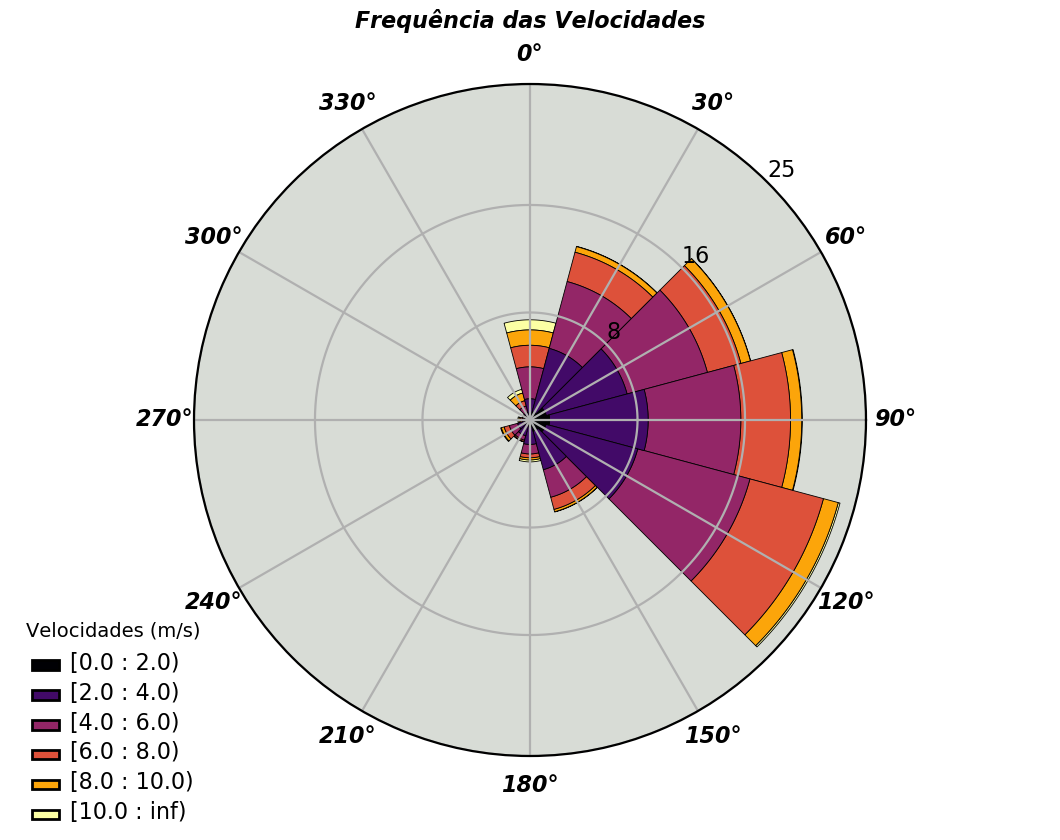 Frequência das Velocidades
0°
330°
30°
25
300°
60°
16
8
270°
90°
240°
120°
Velocidades (m/s)
[0.0 : 2.0)
[2.0 : 4.0)
[4.0 : 6.0)
210°
150°
[6.0 : 8.0)
180°
[8.0 : 10.0)
[10.0 : inf)